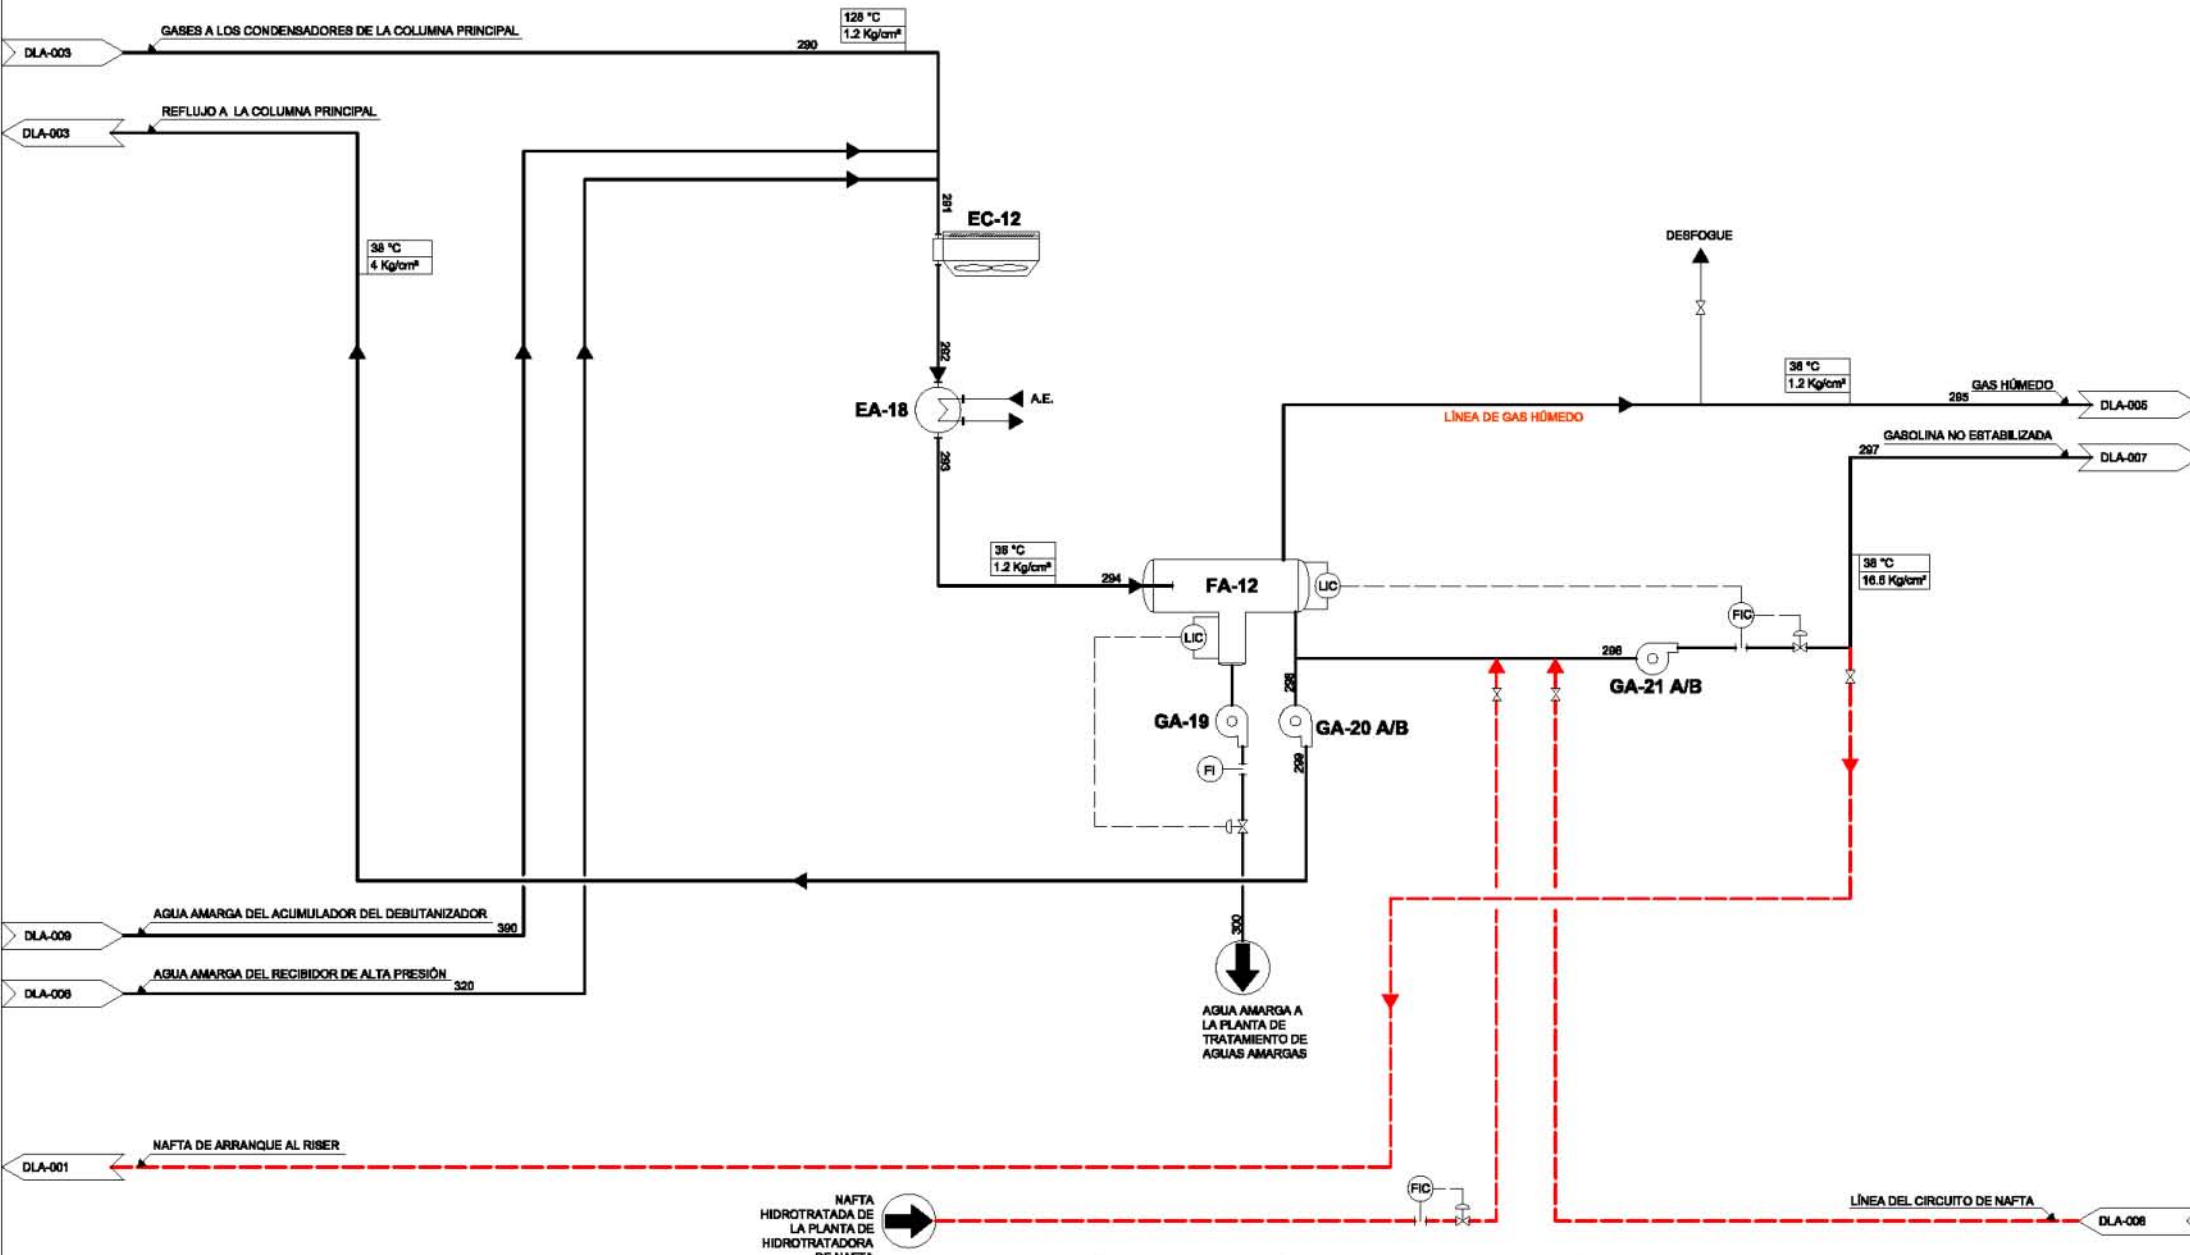 128 °C
1.2 Kg/cm²
GASES A LOS CONDENSADORES DE LA COLUMNA PRINCIPAL
290
DLA-003
REFLUJO A LA COLUMNA PRINCIPAL
DLA-003
291
EC-12
38 °C
4 Kg/cm²
DESFOGUE
292
EA-18
A.E.
38 °C
1.2 Kg/cm²
GAS HÚMEDO
295
DLA-005
LÍNEA DE GAS HÚMEDO
GASOLINA NO ESTABILIZADA
297
DLA-007
293
38 °C
1.2 Kg/cm²
294
FA-12
LIC
38 °C
16.6 Kg/cm²
FIC
LIC
296
GA-21 A/B
298
GA-19
GA-20 A/B
299
FI
AGUA AMARGA DEL ACUMULADOR DEL DEBUTANIZADOR
390
DLA-009
300
AGUA AMARGA DEL RECIBIDOR DE ALTA PRESIÓN
320
DLA-006
AGUA AMARGA A
LA PLANTA DE
TRATAMIENTO DE
AGUAS AMARGAS
NAFTA DE ARRANQUE AL RISER
DLA-001
FIC
NAFTA
HIDROTRATADA DE
LA PLANTA DE
HIDROTRATADORA
DE NAFTA
LÍNEA DEL CIRCUITO DE NAFTA
DLA-008